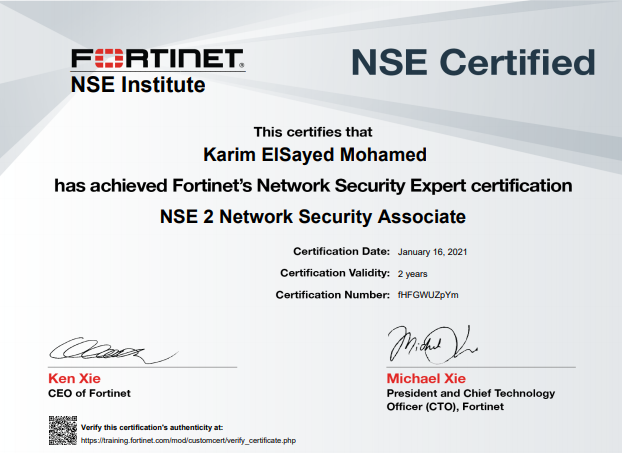 FORTINET®
NSE Institute
NSE Certified
This certifies that
Karim ElSayed Mohamed
has achieved Fortinet's Network Security Expert certification
NSE 2 Network Security Associate
Certification Date: January 16, 2021
Certification Validity: 2 years
Certification Number: fHFGWUZpYm
Ken Xie
CEO of Fortinet
Michael Xie
President and Chief Technology
Officer (CTO), Fortinet
Verify this certification's authenticity at:
https://training.fortinet.com/mod/customcert/verify_certificate.php